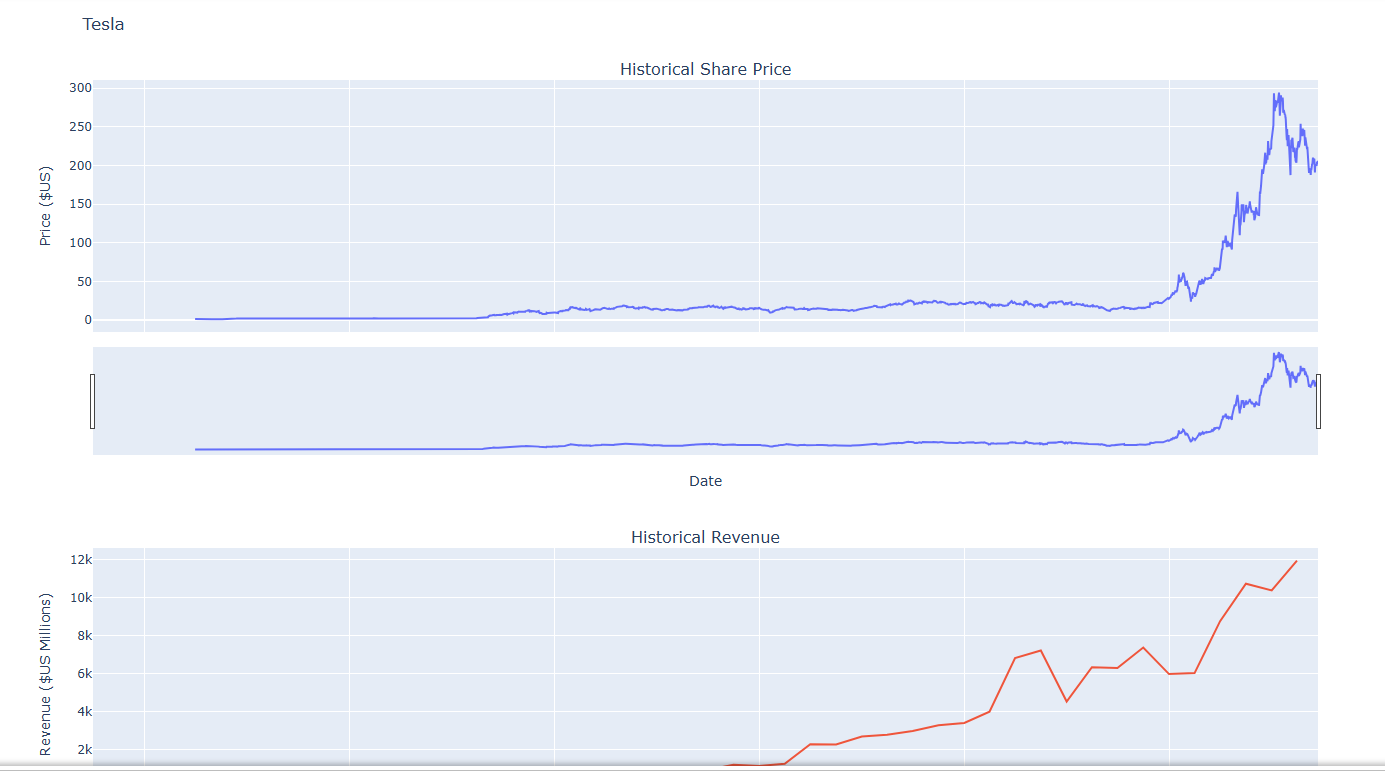 Tesla
Historical Share Price
300
250
200
150
100
50
0
Price ($US)
Date
Historical Revenue
12k
10k
8k
6k
4k
2k
Revenue ($US Millions)